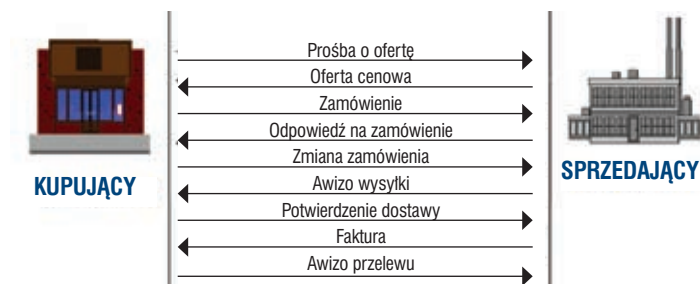 Prośba o ofertę
Oferta cenowa
Zamówienie
Odpowiedź na zamówienie
Zmiana zamówienia
Awizo wysyłki
Potwierdzenie dostawy
Faktura
Awizo przelewu
KUPUJĄCY
SPRZEDAJĄCY